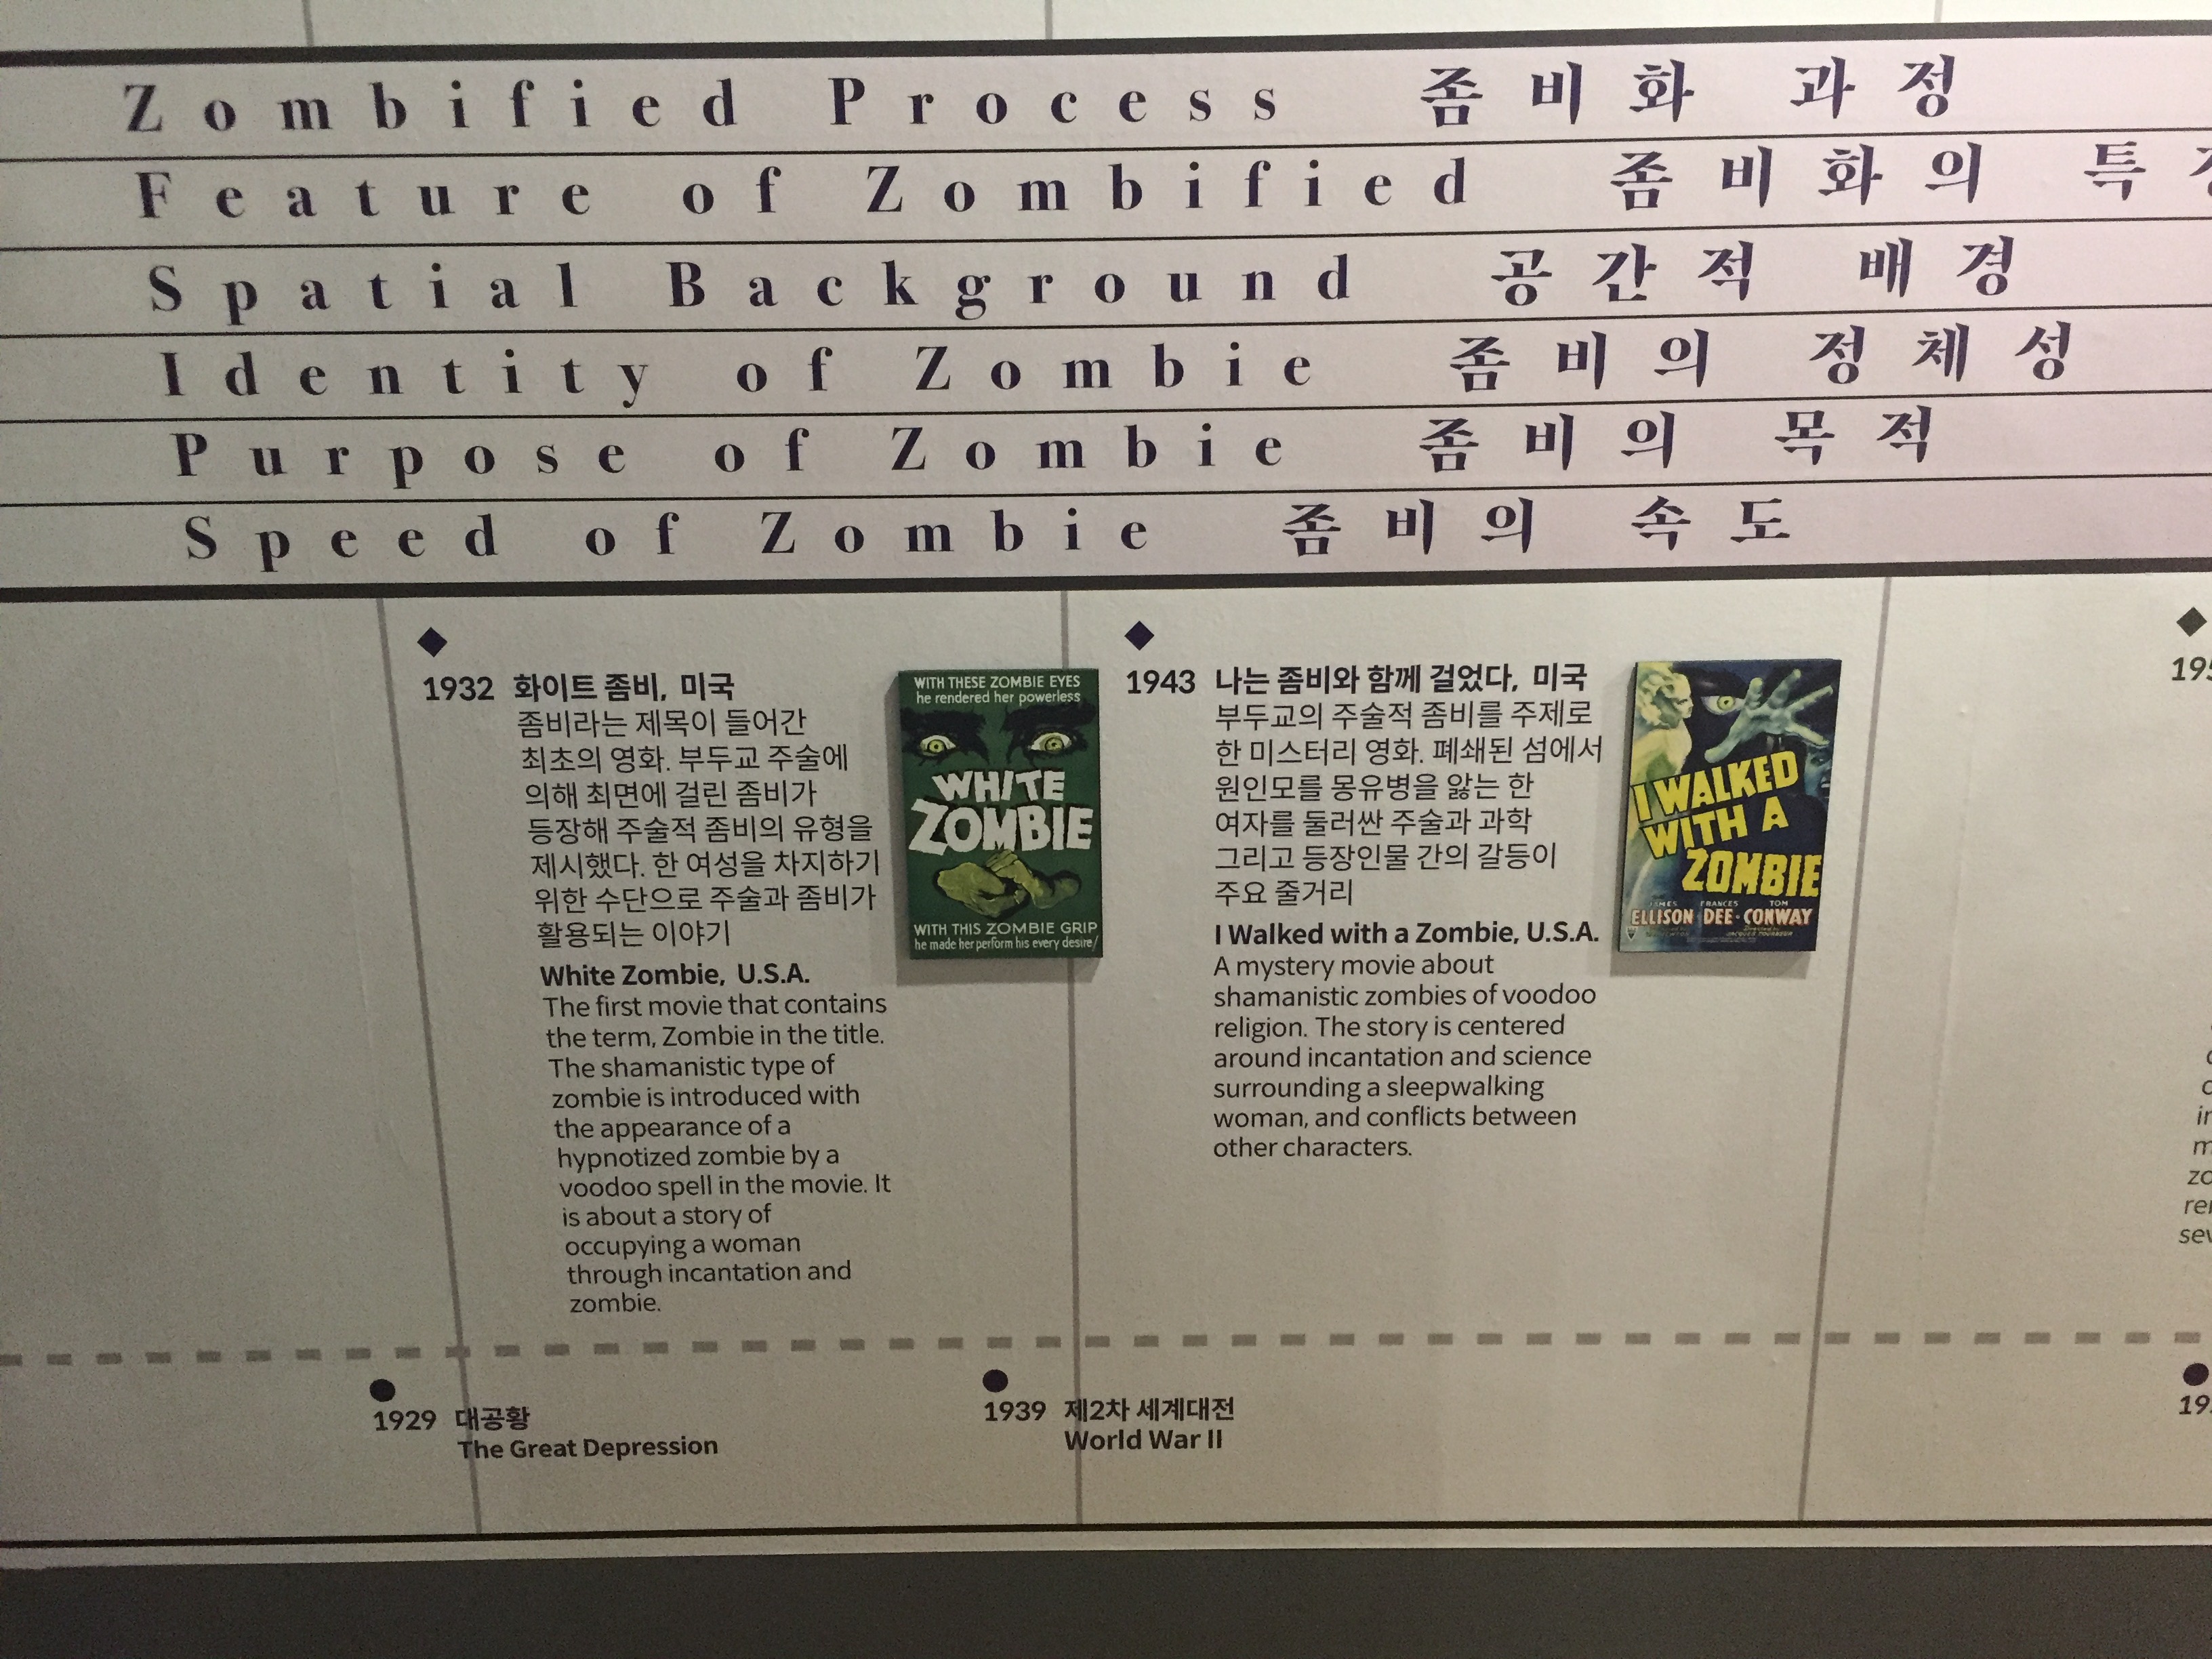 Zombified Process 좀비화 과정
Feature of Zombified 좀비화의
Spatial Background 공간적 배경
Identity of Zombie 좀비의 정체성
Purpose of Zombie 좀비의 목적
Speed of Zombie 좀비의 속도
1932 화이트 좀비, 미국
좀비라는 제목이 들어간
최초의 영화. 부두교 주술에
의해 최면에 걸린 좀비가
등장해 주술적 좀비의 유형을
제시했다. 한 여성을 차지하기
위한 수단으로 주술과 좀비가
활용되는 이야기
White Zombie, U.S.A.
The first movie that contains
the term, Zombie in the title.
The shamanistic type of
zombie is introduced with
the appearance of a
hypnotized zombie by a
voodoo spell in the movie. It
is about a story of
occupying a woman
through incantation and
zombie.
WITH THESE ZOMBIE EYES
he rendered her powerless
WHITE
ZOMBIE
WITH THIS ZOMBIE GRIP
he made her perform his every desire!
1943 나는 좀비와 함께 걸었다, 미국
부두교의 주술적 좀비를 주제로
한 미스터리 영화. 폐쇄된 섬에서
원인모를 몽유병을 앓는 한
여자를 둘러싼 주술과 과학
그리고 등장인물 간의 갈등이
주요 줄거리
I Walked with a Zombie, U.S.A.
A mystery movie about
shamanistic zombies of voodoo
religion. The story is centered
around incantation and science
surrounding a sleepwalking
woman, and conflicts between
other characters.
I WALKED
WITH A
ZOMBIE
JAMES FRANCES TOM
ELLISON · DEE · CONWAY
1929 대공황
The Great Depression
1939 제2차 세계대전
World War II